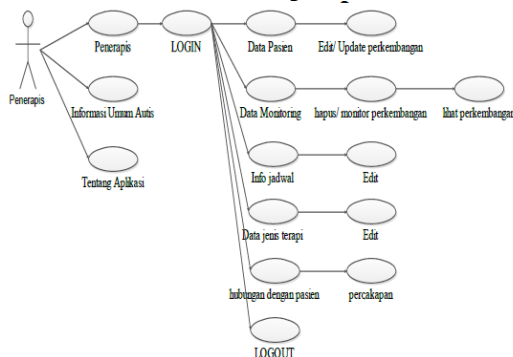 Penerapis LOGIN Data Pasien Edit/ Update perkembangan
Penerapis
Informasi Umum Autis Data Monitoring hapus/ monitor perkembangan lihat perkembangan
Tentang Aplikasi Info jadwal Edit
Data jenis terapi Edit
hubungan dengan pasien percakapan
LOGOUT